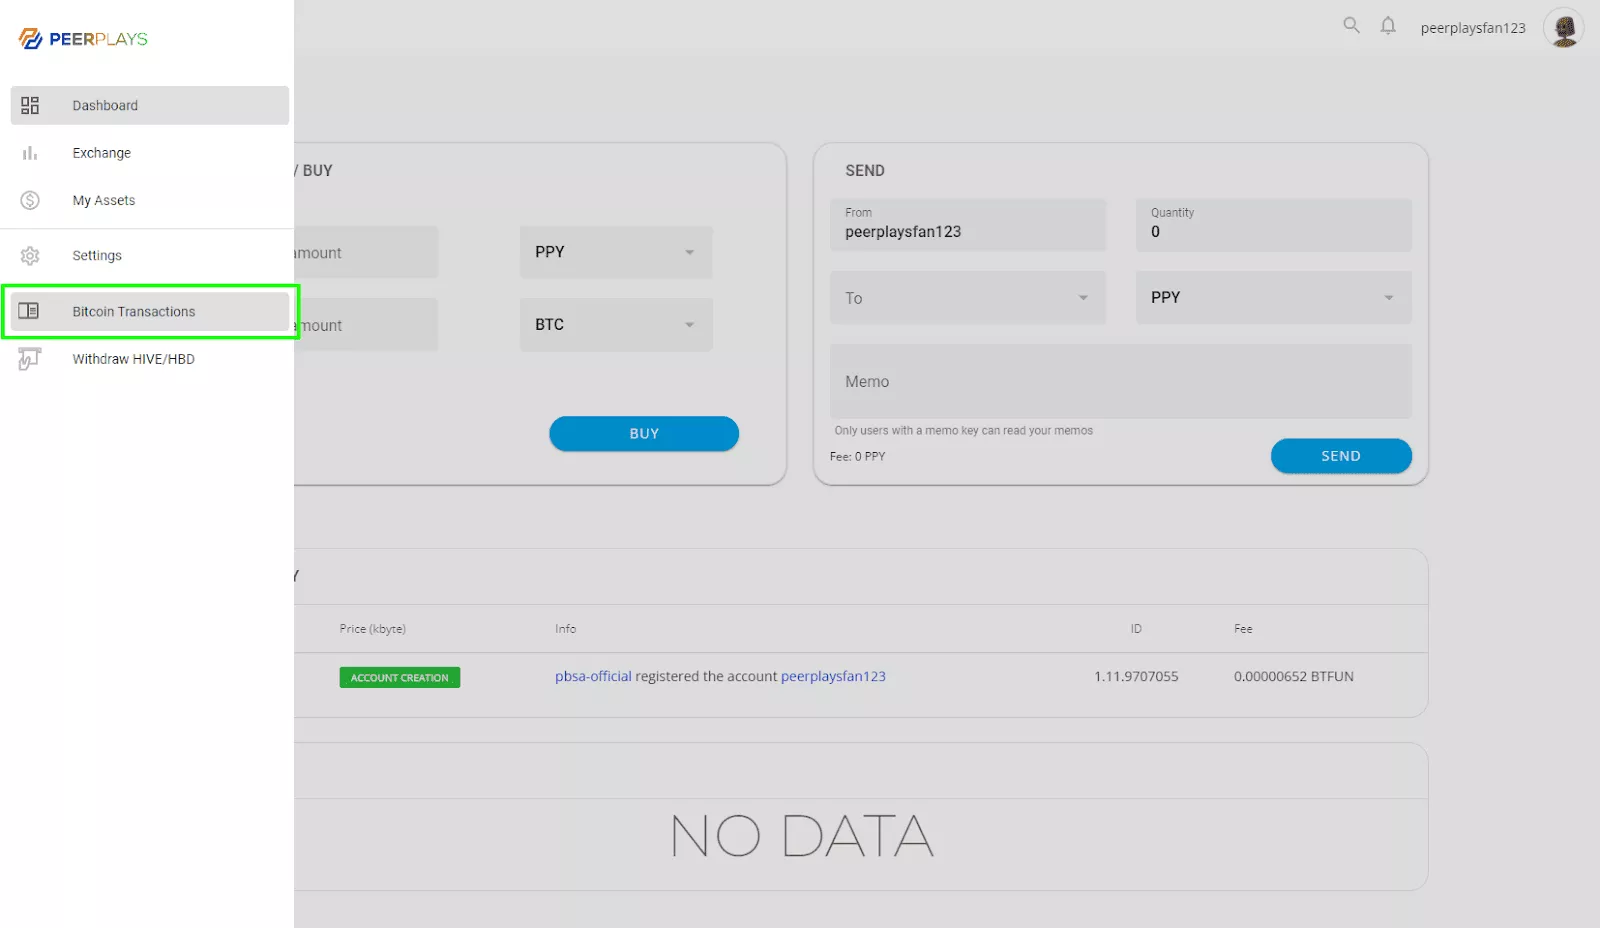 PEERPLAYS
peerplaysfan123
Dashboard
Exchange
My Assets
Settings
Bitcoin Transactions
Withdraw HIVE/HBD
/ BUY
amount
PPY
amount
BTC
BUY
SEND
From
peerplaysfan123
Quantity
0
To
PPY
Memo
Only users with a memo key can read your memos
Fee: 0 PPY
SEND
Y
Price (kbyte)
Info
ID
Fee
ACCOUNT CREATION
pbsa-official registered the account peerplaysfan123
1.11.9707055
0.00000652 BTFUN
NO DATA